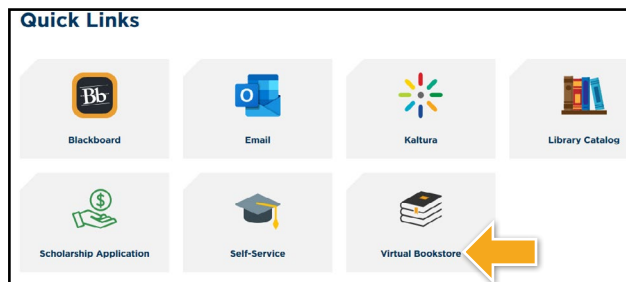 Quick Links
Bb
Blackboard
O
Email
Kaltura
Library Catalog
$
Scholarship Application
Self-Service
Virtual Bookstore